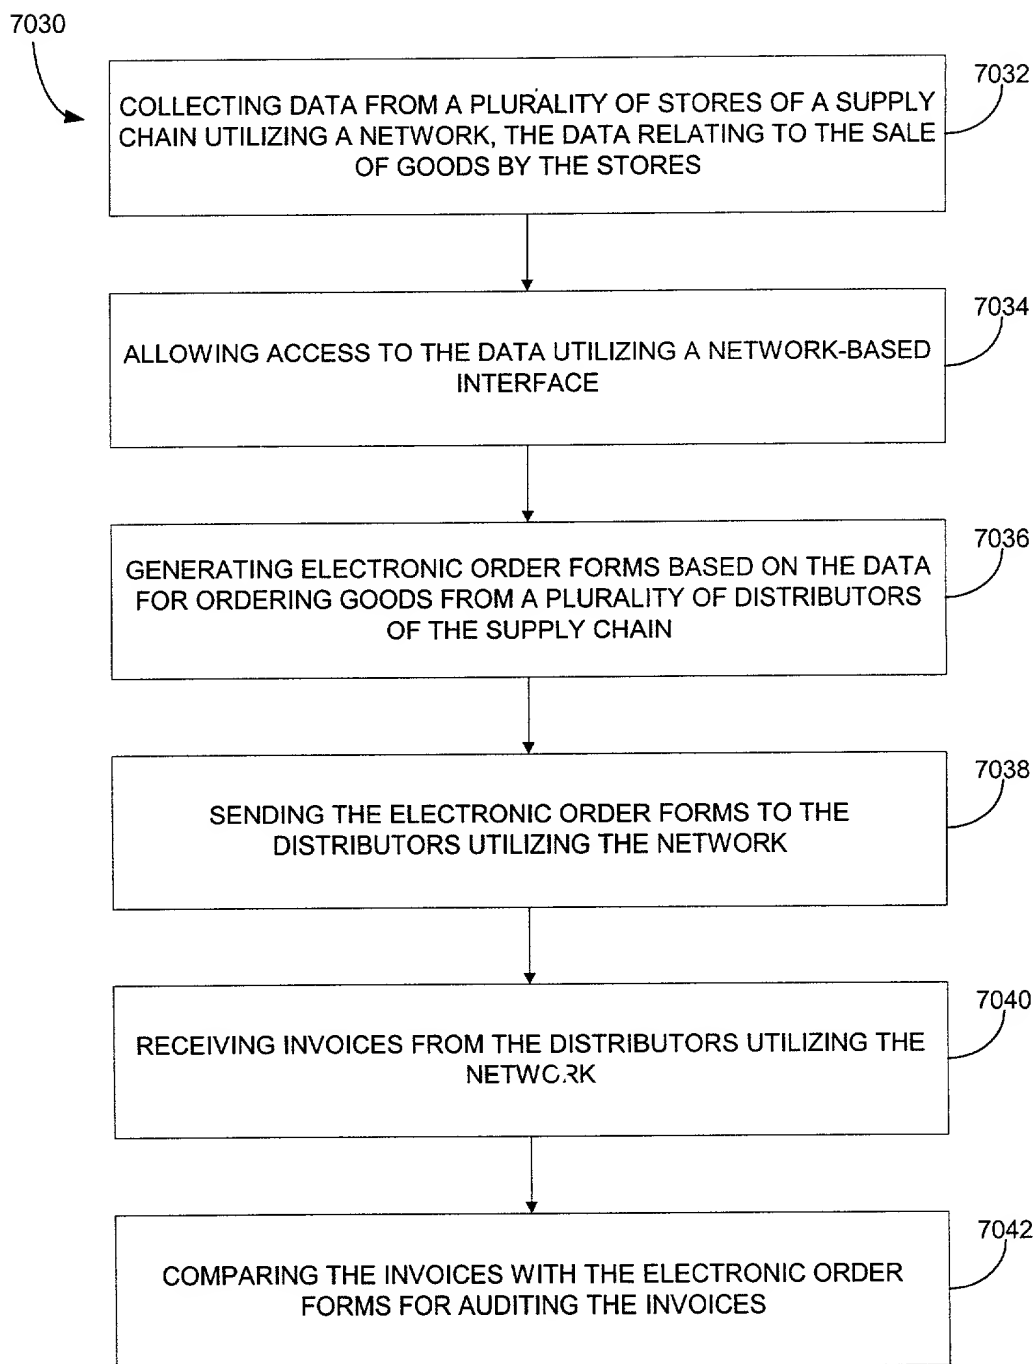 7030
7032
COLLECTING DATA FROM A PLURALITY OF STORES OF A SUPPLY
CHAIN UTILIZING A NETWORK, THE DATA RELATING TO THE SALE
OF GOODS BY THE STORES
7034
ALLOWING ACCESS TO THE DATA UTILIZING A NETWORK-BASED
INTERFACE
7036
GENERATING ELECTRONIC ORDER FORMS BASED ON THE DATA
FOR ORDERING GOODS FROM A PLURALITY OF DISTRIBUTORS
OF THE SUPPLY CHAIN
7038
SENDING THE ELECTRONIC ORDER FORMS TO THE
DISTRIBUTORS UTILIZING THE NETWORK
7040
RECEIVING INVOICES FROM THE DISTRIBUTORS UTILIZING THE
NETWORK
7042
COMPARING THE INVOICES WITH THE ELECTRONIC ORDER
FORMS FOR AUDITING THE INVOICES